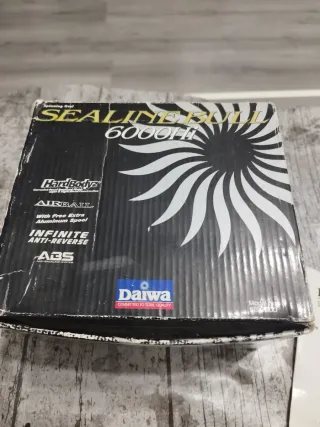 Spinning Reel
SEALINE BULL
6000Hi
HardBodyz
AIRBAIL
With Free Extra
Aluminum Spool
INFINITE
ANTI-REVERSE
ABS
Daiwa